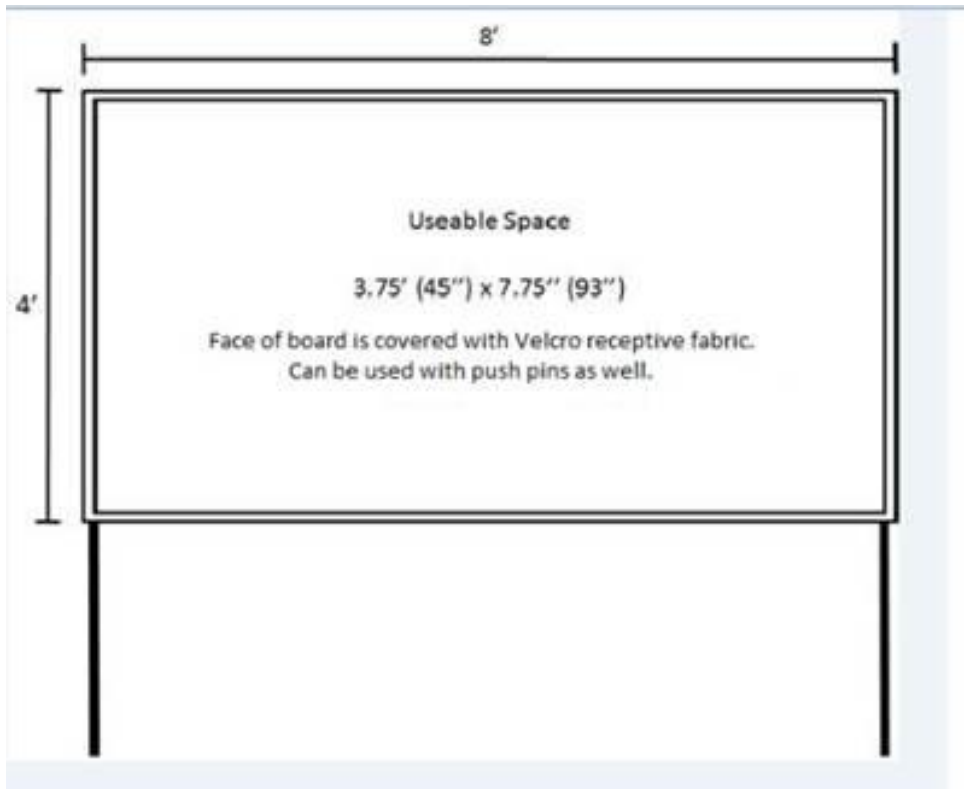 8′
4′
Useable Space
3.75′ (45′′) x 7.75′′ (93′′)
Face of board is covered with Velcro receptive fabric.
Can be used with push pins as well.